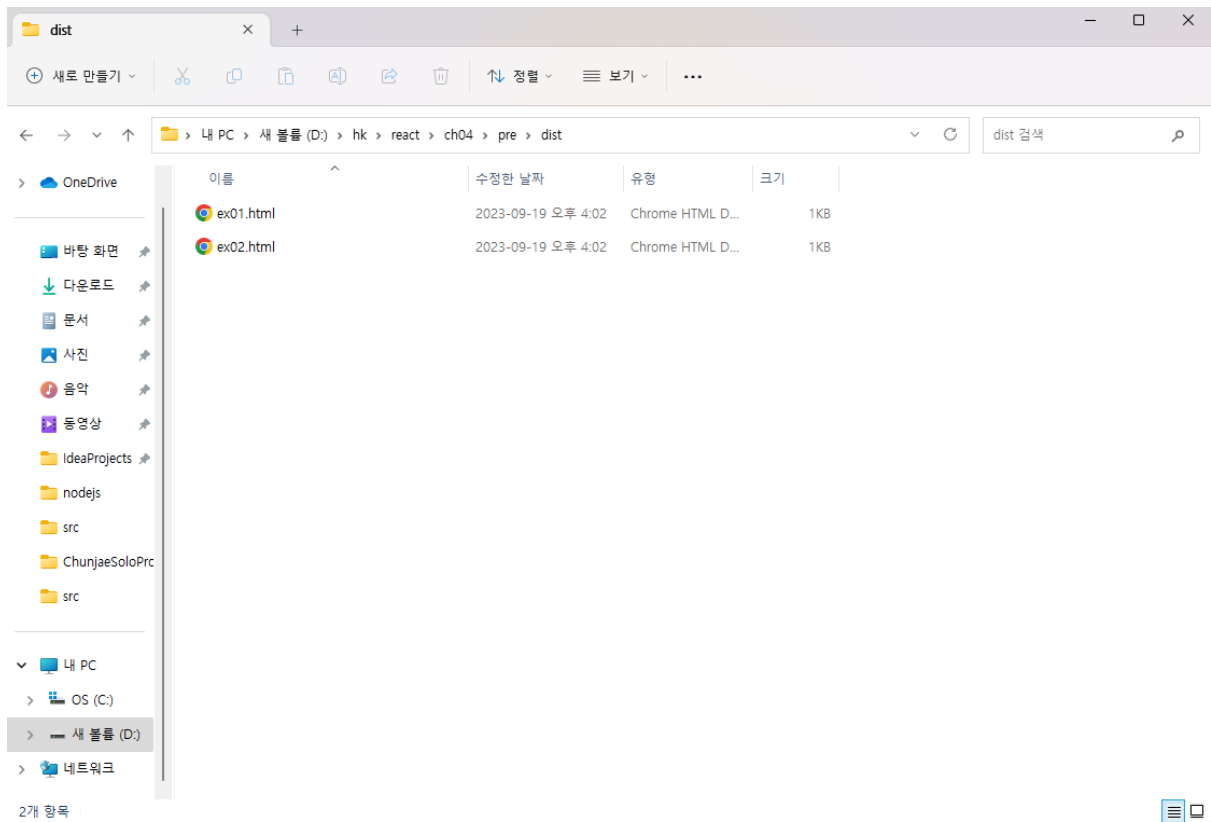 dist
새로 만들기
정렬
보기
내 PC > 새 볼륨 (D:) > hk > react > ch04 > pre > dist
dist 검색
이름 수정한 날짜 유형 크기
ex01.html 2023-09-19 오후 4:02 Chrome HTML D... 1KB
ex02.html 2023-09-19 오후 4:02 Chrome HTML D... 1KB
OneDrive
바탕 화면
다운로드
문서
사진
음악
동영상
IdeaProjects
nodejs
src
ChunjaeSoloPrc
src
내 PC
OS (C:)
새 볼륨 (D:)
네트워크
2개 항목